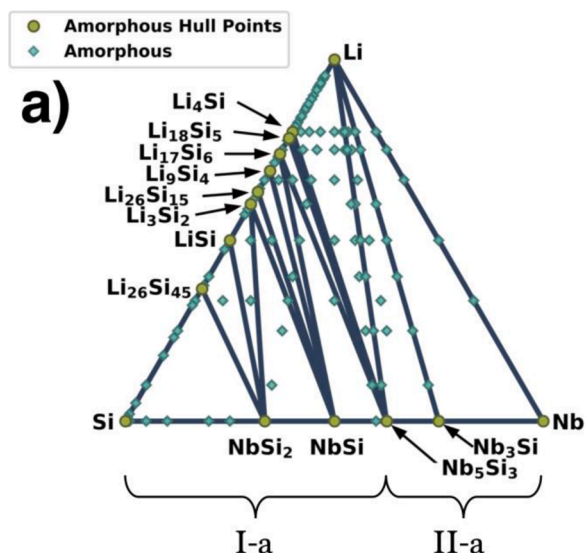 Amorphous Hull Points
Amorphous
a)
Li
Li₄Si
Li₁₈Si₅
Li₁₇Si₆
Li₉Si₄
Li₂₆Si₁₅
Li₃Si₂
LiSi
Li₂₆Si₄₅
Si
Nb
NbSi₂
NbSi
Nb₃Si
Nb₅Si₃
I-a
II-a